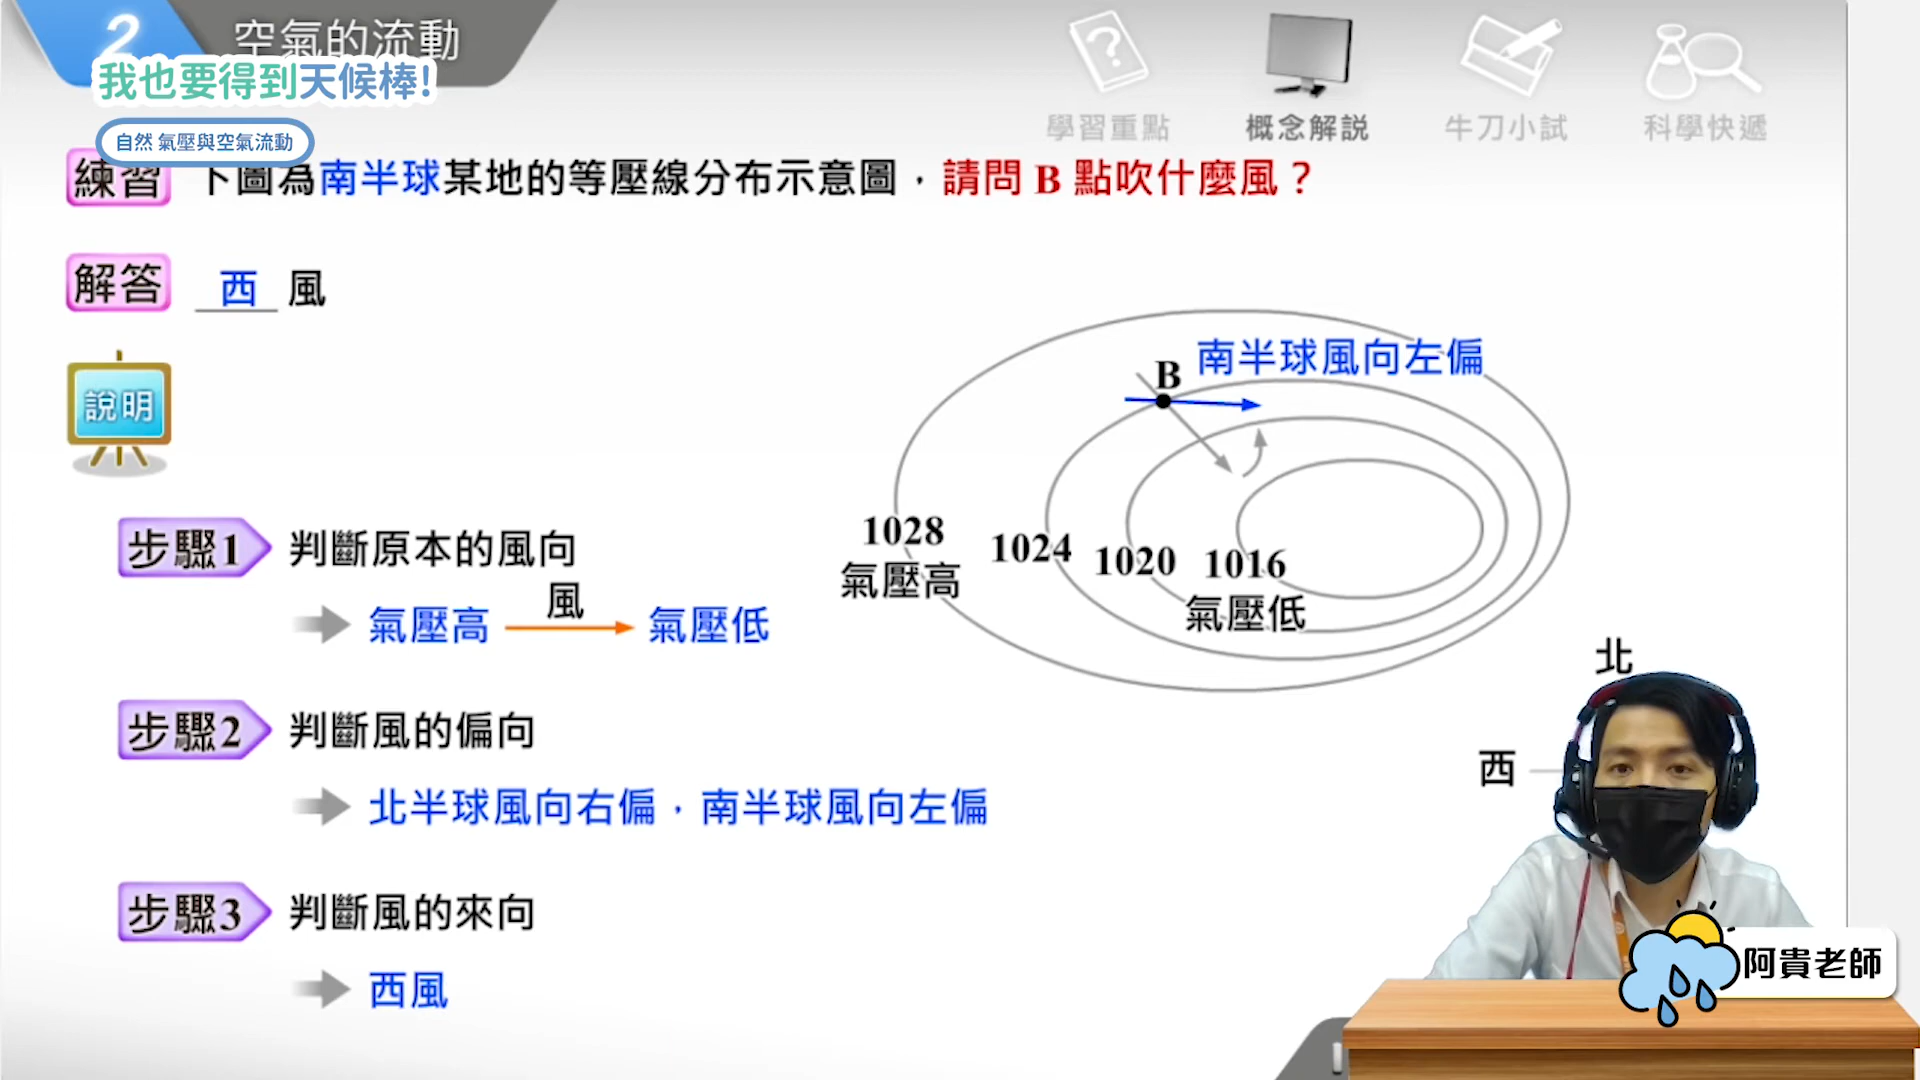 2 空氣的流動
我也要得到天候棒!
自然 氣壓與空氣流動
學習重點
概念解説
牛刀小試
科學快遞
練習 下圖為南半球某地的等壓線分布示意圖，請問 B 點吹什麼風？
解答 西 風
說明
B 南半球風向左偏
1028
氣壓高
1024
1020
1016
氣壓低
步驟1 判斷原本的風向
風
氣壓高 氣壓低
步驟2 判斷風的偏向
北半球風向右偏，南半球風向左偏
步驟3 判斷風的來向
西風
北
西
阿貴老師